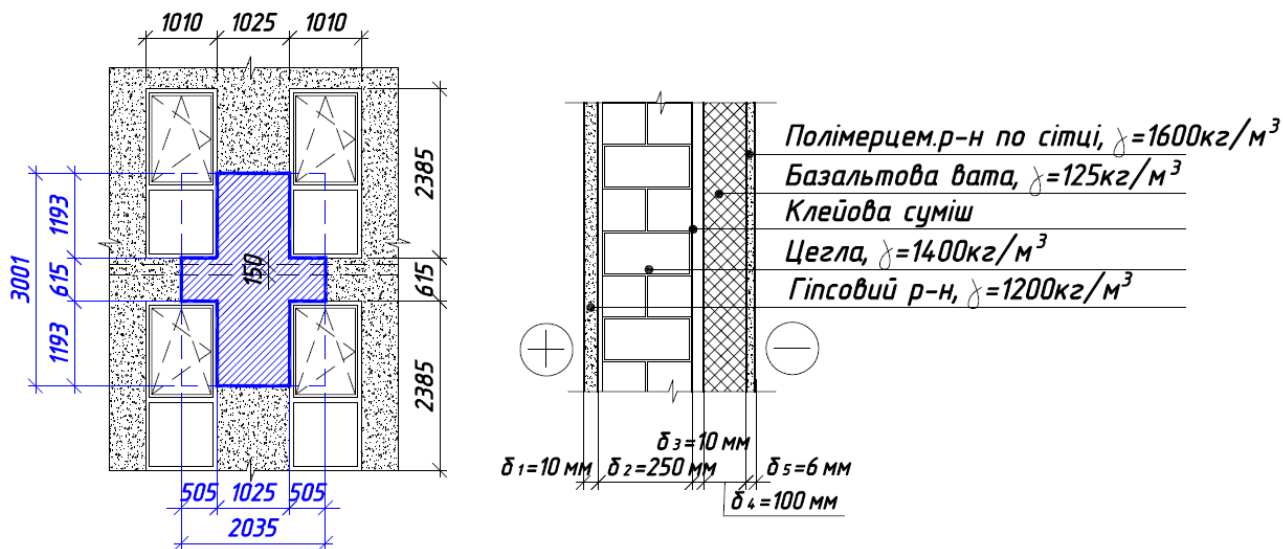 1010 1025 1010
2385
615
2385
1193
615
1193
3001
150
505 1025 505
2035
Полімерцем.р-н по сітці, γ=1600кг/м³
Базальтова вата, γ=125кг/м³
Клейова суміш
Цегла, γ=1400кг/м³
Гіпсовий р-н, γ=1200кг/м³
+
−
δ3=10 мм
δ1=10 мм δ2=250 мм δ5=6 мм
δ4=100 мм